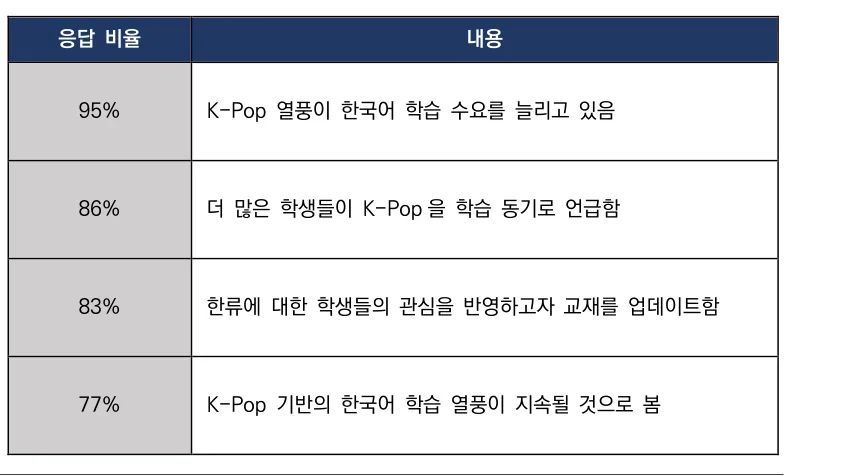 응답 비율 내용
95% K-Pop 열풍이 한국어 학습 수요를 늘리고 있음
86% 더 많은 학생들이 K-Pop을 학습 동기로 언급함
83% 한류에 대한 학생들의 관심을 반영하고자 교재를 업데이트함
77% K-Pop 기반의 한국어 학습 열풍이 지속될 것으로 봄